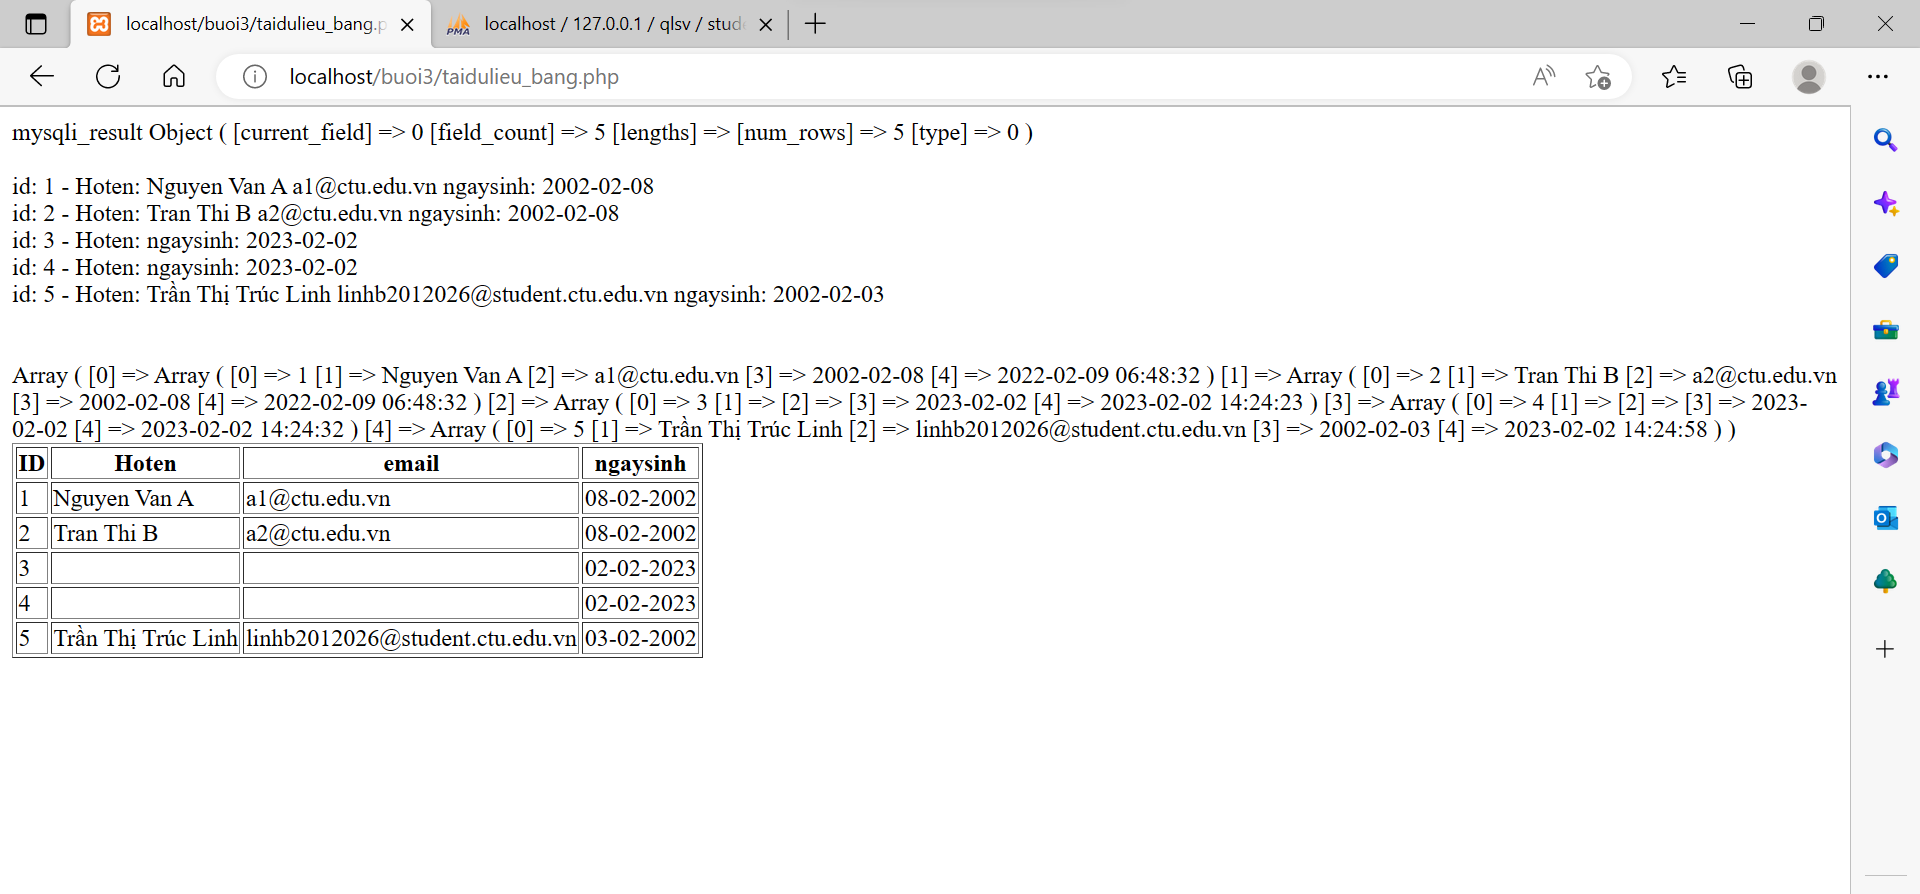 localhost/buoi3/taidulieu_bang.p
localhost / 127.0.0.1 / qlsv / stude
localhost/buoi3/taidulieu_bang.php
mysqli_result Object ( [current_field] => 0 [field_count] => 5 [lengths] => [num_rows] => 5 [type] => 0 )
id: 1 - Hoten: Nguyen Van A a1@ctu.edu.vn ngaysinh: 2002-02-08
id: 2 - Hoten: Tran Thi B a2@ctu.edu.vn ngaysinh: 2002-02-08
id: 3 - Hoten: ngaysinh: 2023-02-02
id: 4 - Hoten: ngaysinh: 2023-02-02
id: 5 - Hoten: Trần Thị Trúc Linh linhb2012026@student.ctu.edu.vn ngaysinh: 2002-02-03
Array ( [0] => Array ( [0] => 1 [1] => Nguyen Van A [2] => a1@ctu.edu.vn [3] => 2002-02-08 [4] => 2022-02-09 06:48:32 ) [1] => Array ( [0] => 2 [1] => Tran Thi B [2] => a2@ctu.edu.vn
[3] => 2002-02-08 [4] => 2022-02-09 06:48:32 ) [2] => Array ( [0] => 3 [1] => [2] => [3] => 2023-02-02 [4] => 2023-02-02 14:24:23 ) [3] => Array ( [0] => 4 [1] => [2] => [3] => 2023-
02-02 [4] => 2023-02-02 14:24:32 ) [4] => Array ( [0] => 5 [1] => Trần Thị Trúc Linh [2] => linhb2012026@student.ctu.edu.vn [3] => 2002-02-03 [4] => 2023-02-02 14:24:58 ) )
ID Hoten email ngaysinh
1 Nguyen Van A a1@ctu.edu.vn 08-02-2002
2 Tran Thi B a2@ctu.edu.vn 08-02-2002
3 02-02-2023
4 02-02-2023
5 Trần Thị Trúc Linh linhb2012026@student.ctu.edu.vn 03-02-2002